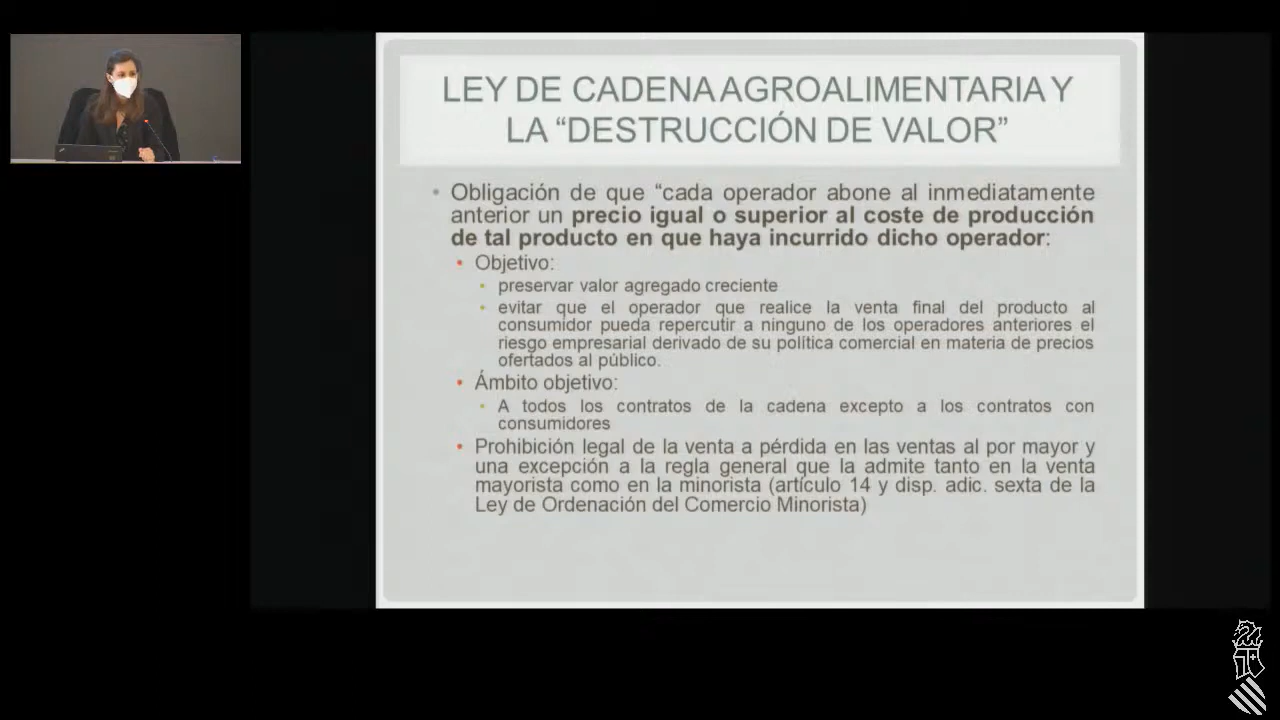 LEY DE CADENA AGROALIMENTARIA Y
LA “DESTRUCCIÓN DE VALOR”
• Obligación de que “cada operador abone al inmediatamente
anterior un precio igual o superior al coste de producción
de tal producto en que haya incurrido dicho operador:
• Objetivo:
• preservar valor agregado creciente
• evitar que el operador que realice la venta final del producto al
consumidor pueda repercutir a ninguno de los operadores anteriores el
riesgo empresarial derivado de su política comercial en materia de precios
ofertados al público.
• Ámbito objetivo:
• A todos los contratos de la cadena excepto a los contratos con
consumidores
• Prohibición legal de la venta a pérdida en las ventas al por mayor y
una excepción a la regla general que la admite tanto en la venta
mayorista como en la minorista (artículo 14 y disp. adic. sexta de la
Ley de Ordenación del Comercio Minorista)